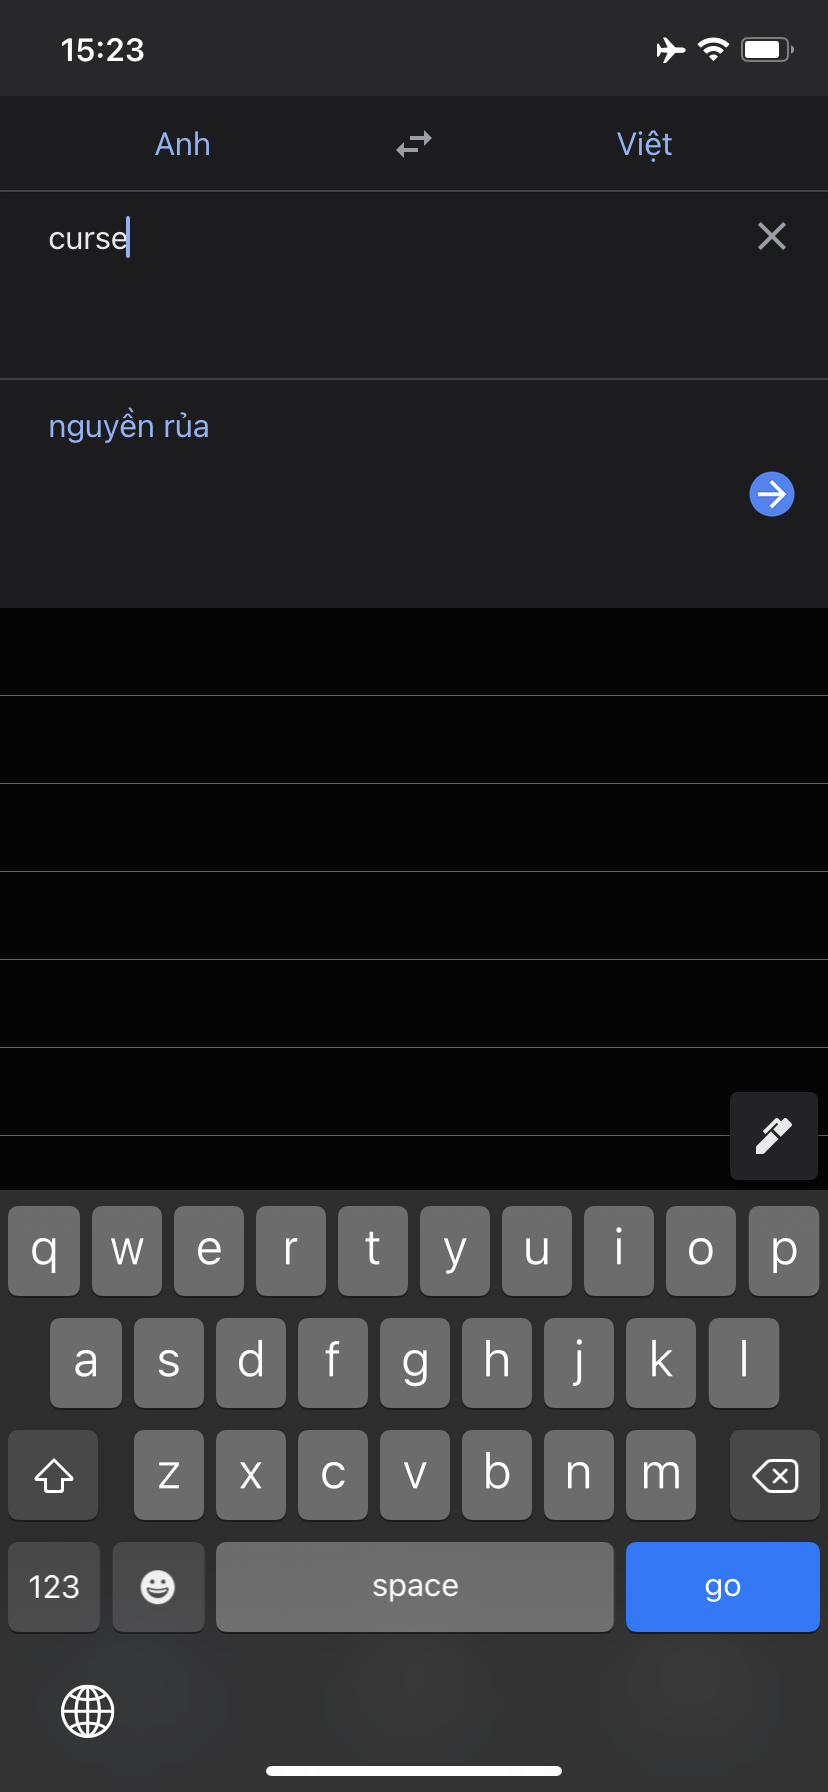 15:23
Anh Việt
curse
nguyền rủa
q w e r t y u i o p
a s d f g h j k l
z x c v b n m
123 space go